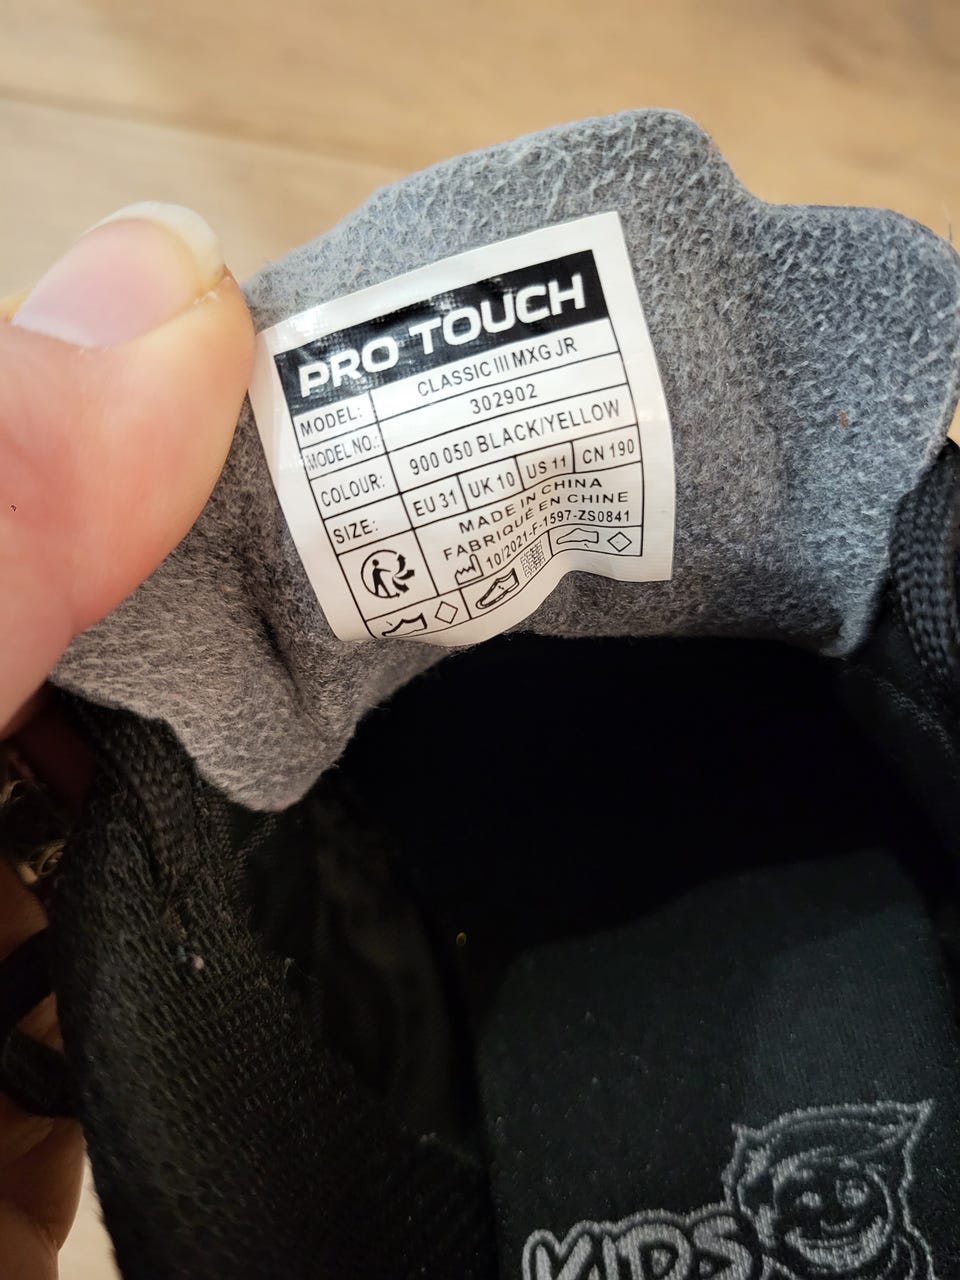 PRO TOUCH
MODEL: CLASSIC III MXG JR
MODEL NO.: 302902
COLOUR: 900 050 BLACK/YELLOW
SIZE: EU 31 UK 10 US 11 CN 190
MADE IN CHINA
FABRIQUÉ EN CHINE
10/2021-F-1597-ZS0841
KIDS